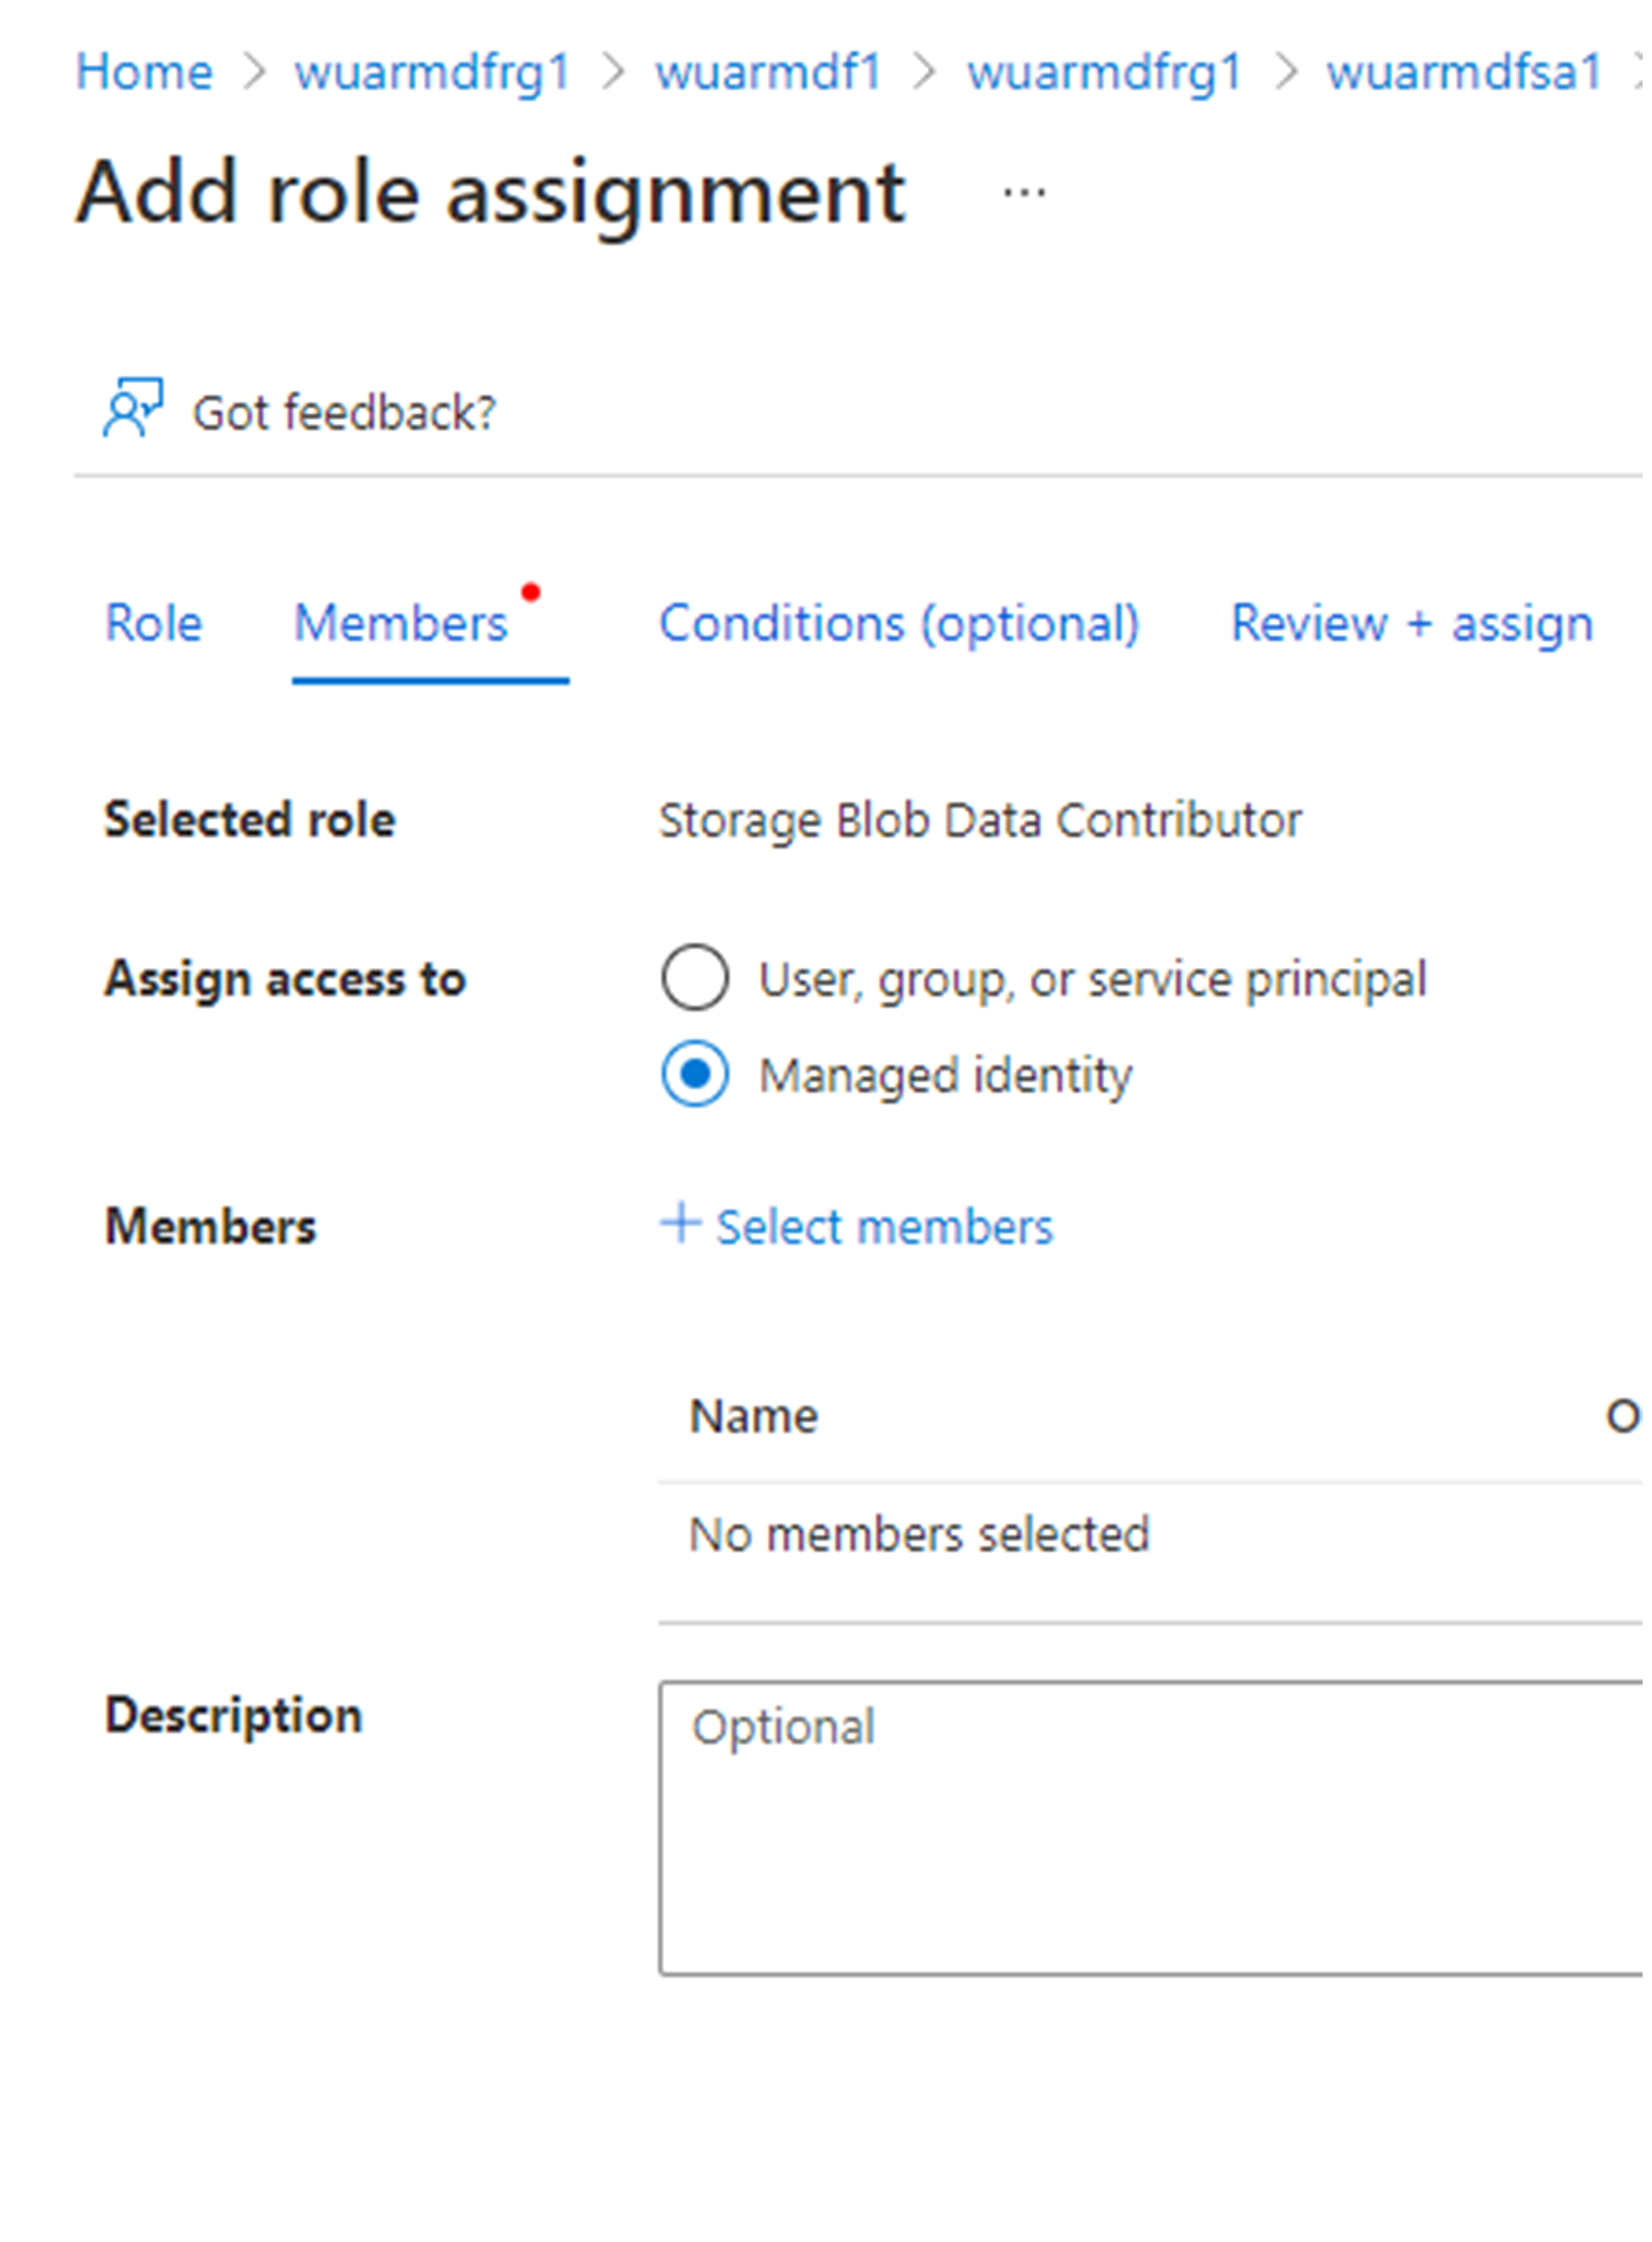 Home > wuarmdfrg1 > wuarmdf1 > wuarmdfrg1 > wuarmdfsa1 >
Add role assignment ...
Got feedback?
Role Members Conditions (optional) Review + assign
Selected role Storage Blob Data Contributor
Assign access to User, group, or service principal
Managed identity
Members + Select members
Name O
No members selected
Description Optional